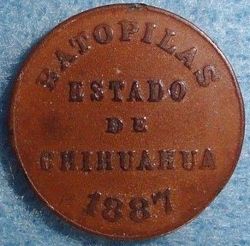 BATOPILAS
ESTADO
DE
CHIHUAHUA
1887